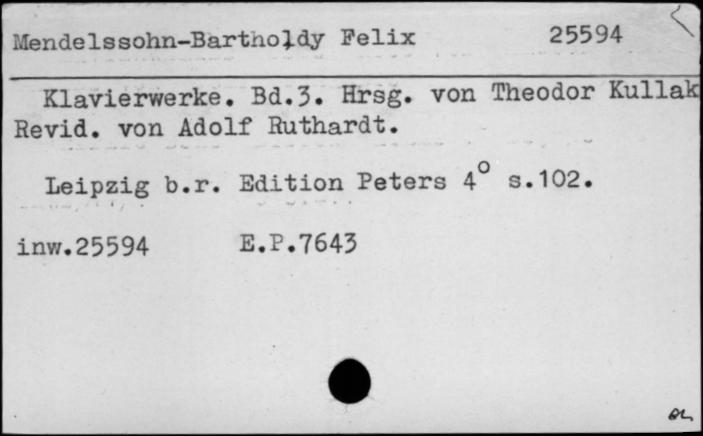 Mendelssohn-Bartholdy Felix 25594
Klavierwerke. Bd.3. Hrsg. von Theodor Kullak
Revid. von Adolf Ruthardt.
Leipzig b.r. Edition Peters 4° s.102.
inw.25594 E.P.7643